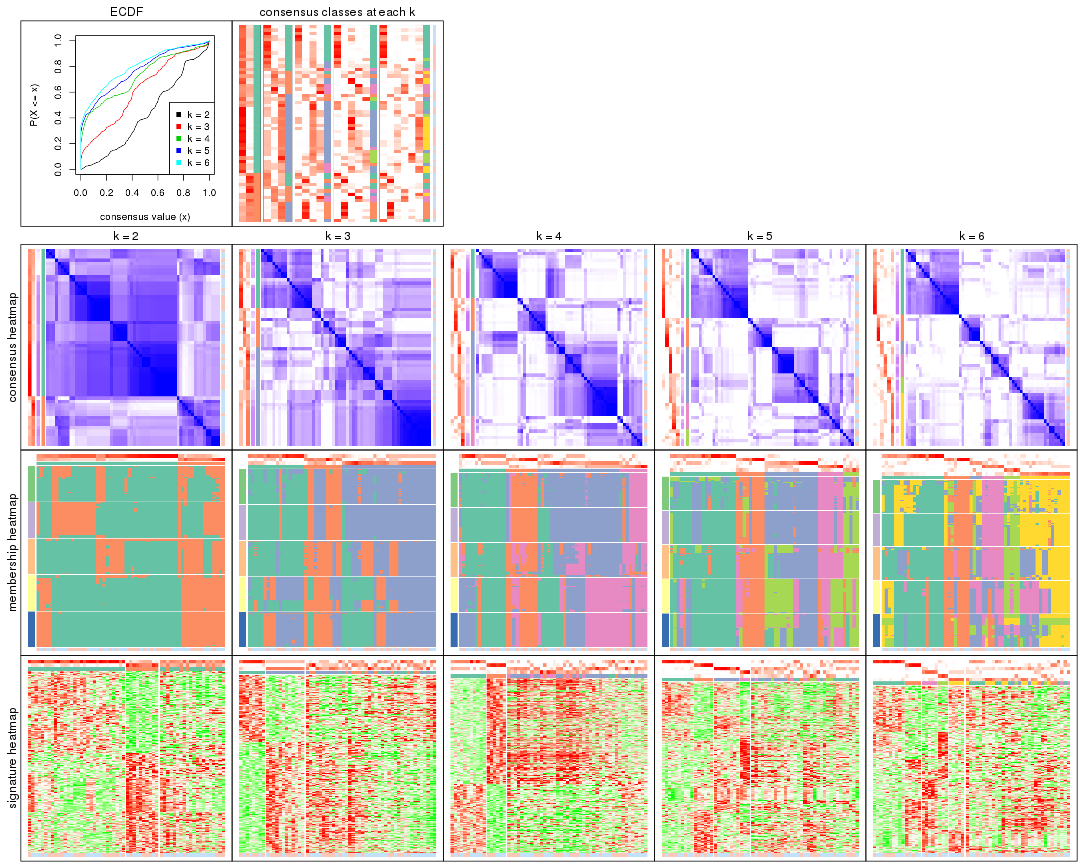 ECDF
consensus classes at each k
P(X <= x)
0.0 0.2 0.4 0.6 0.8 1.0
k = 2
k = 3
k = 4
k = 5
k = 6
0.0 0.2 0.4 0.6 0.8 1.0
consensus value (x)
k = 2
k = 3
k = 4
k = 5
k = 6
consensus heatmap
membership heatmap
signature heatmap